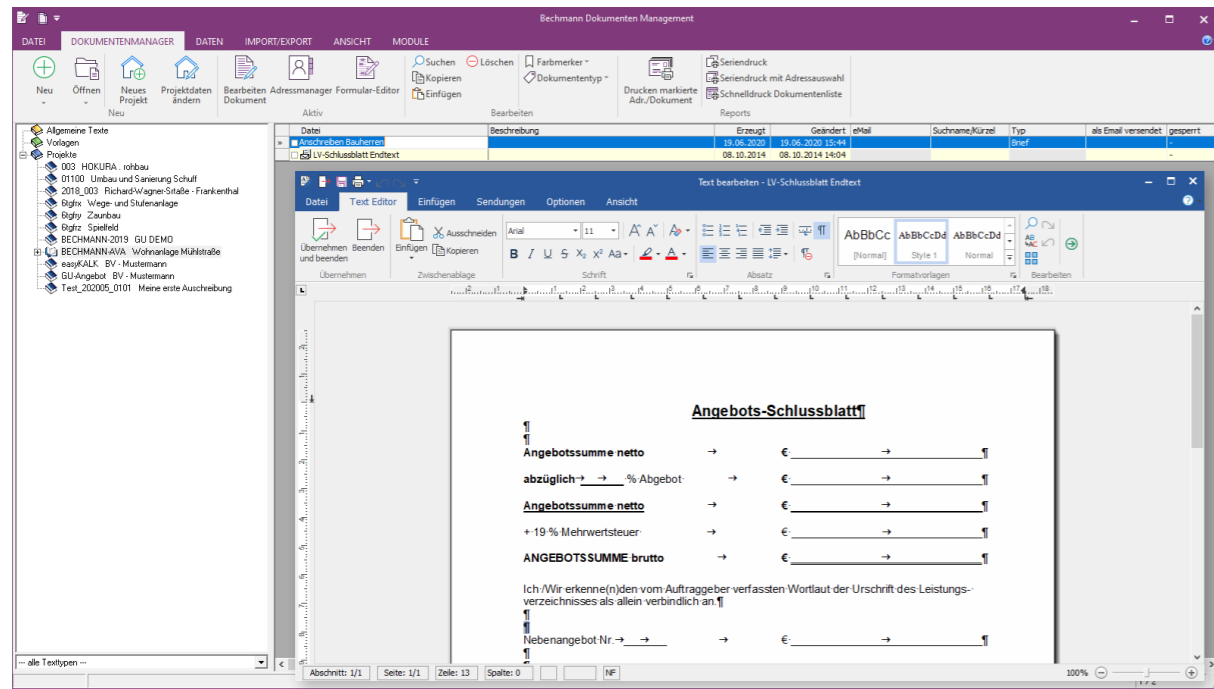 Bechmann Dokumenten Management
DATEI DOKUMENTENMANAGER DATEN IMPORT/EXPORT ANSICHT MODULE
Neu Öffnen Neues Projekt Projektdaten ändern Bearbeiten Dokument Adressmanager Formular-Editor
Suchen Löschen Farbmerker
Kopieren Dokumententyp
Einfügen
Drucken markierte Adr./Dokument
Seriendruck
Seriendruck mit Adressauswahl
Schnelldruck Dokumentenliste
Neu Aktiv Bearbeiten Reports
Allgemeine Texte
Vorlagen
Projekte
003 HOKURA . rohbau
01100 Umbau und Sanierung Schulff
2018_003 Richard-Wagner-Sraße - Frankenthal
Wege- und Stufenanlage
Zaunbau
Spielfeld
BECHMANN-2019 GU DEMO
BECHMANN-AVA Wohnanlage Mühlstraße
easyKALK BV - Mustermann
GU-Angebot BV - Mustermann
Test_202005_0101 Meine erste Auschreibung
--- alle Texttypen ---
Datei Beschreibung Erzeugt Geändert eMail Suchname/Kürzel Typ als Email versendet gesperrt
» Anschreiben Bauherren 19.06.2020 19.06.2020 15:44 Brief -
LV-Schlussblatt Endtext 08.10.2014 08.10.2014 14:04 -
Text bearbeiten - LV-Schlussblatt Endtext
Datei Text Editor Einfügen Sendungen Optionen Ansicht
Übernehmen und beenden Beenden Einfügen Ausschneiden
Kopieren
Arial 11
B I U S X₂ X² Aa
AaBbCc AaBbCcDd AaBbCcDd
[Normal] Style 1 Normal
Übernehmen Zwischenablage Schrift Absatz Formatvorlagen Bearbeiten
Angebots-Schlussblatt¶
¶
¶
Angebotssumme netto → €·→¶
abzüglich→ → ·%·Abgebot· → €·→¶
Angebotssumme netto → €·→¶
+·19·%·Mehrwertsteuer· → €·→¶
ANGEBOTSSUMME·brutto → €·→¶
Ich·/Wir·erkenne(n)den·vom·Auftraggeber·verfassten·Wortlaut·der·Urschrift·des·Leistungs-·
verzeichnisses·als·allein·verbindlich·an.¶
¶
¶
Nebenangebot·Nr.→ → → €·→¶
¶
Abschnitt: 1/1 Seite: 1/1 Zeile: 13 Spalte: 0 NF 100%